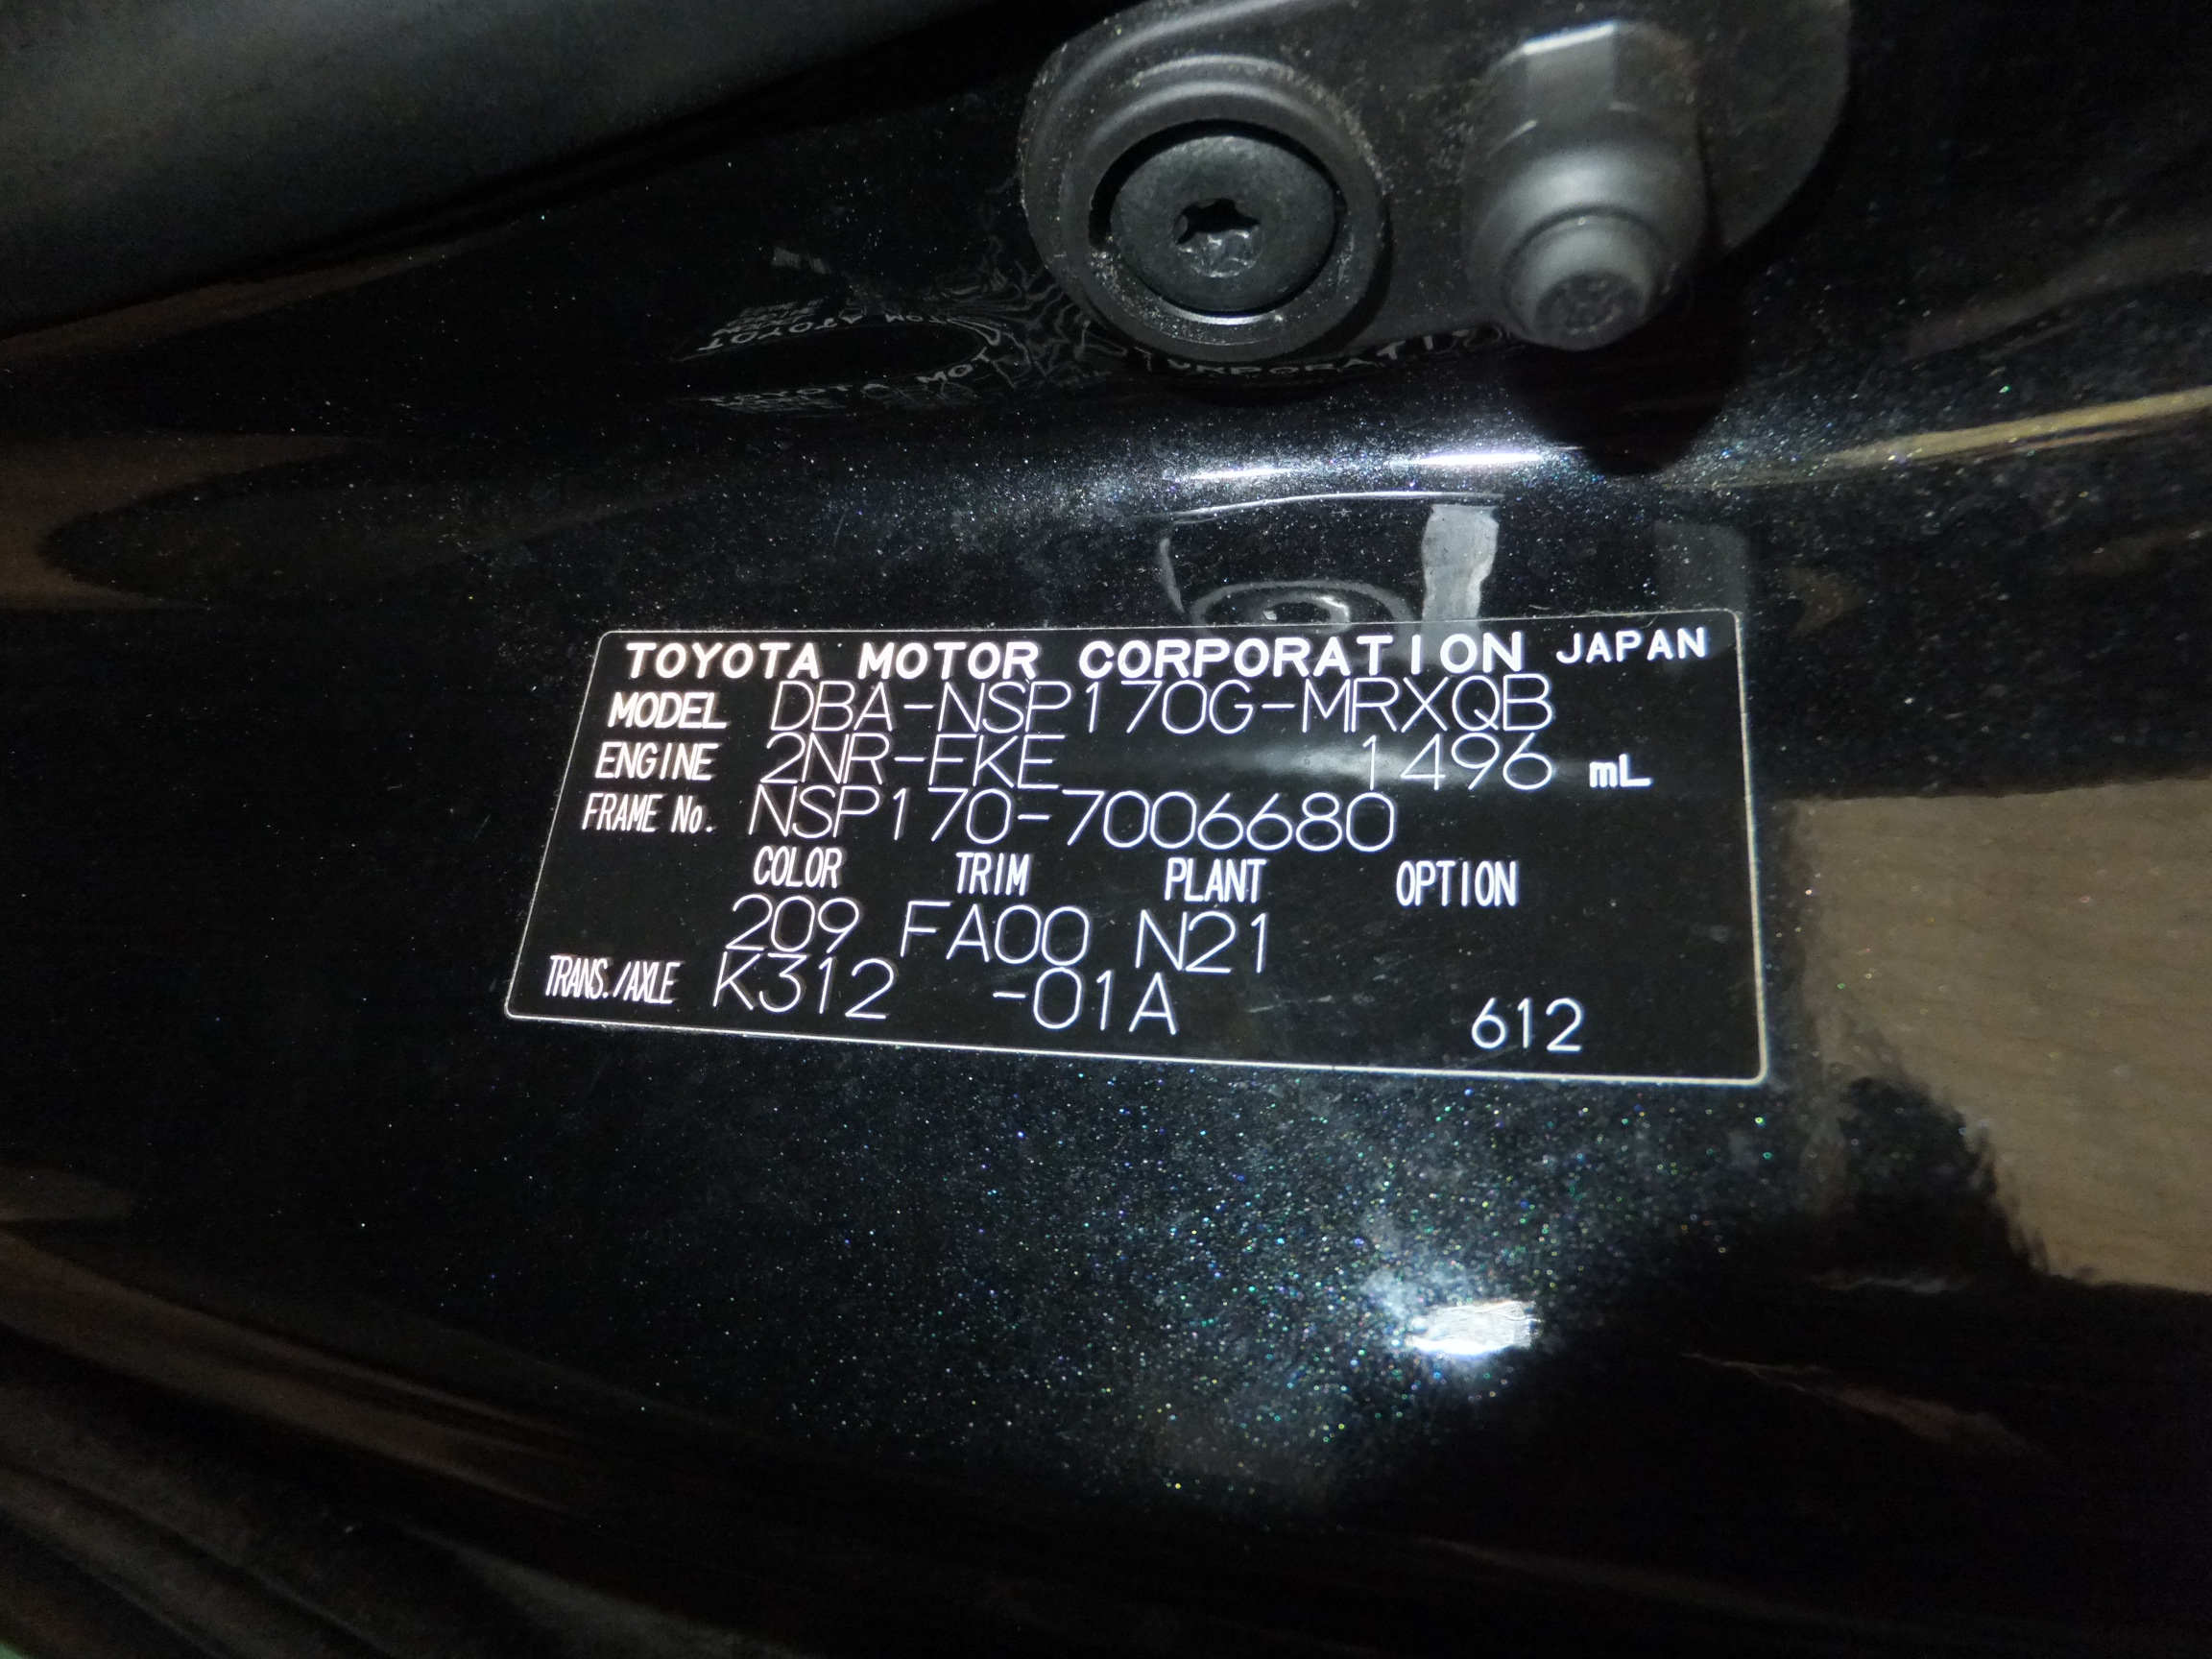 TOYOTA MOTOR CORPORATION JAPAN
MODEL DBA-NSP170G-MRXQB
ENGINE 2NR-FKE 1496 mL
FRAME No. NSP170-7006680
COLOR TRIM PLANT OPTION
209 FA00 N21
TRANS./AXLE K312 -01A
612